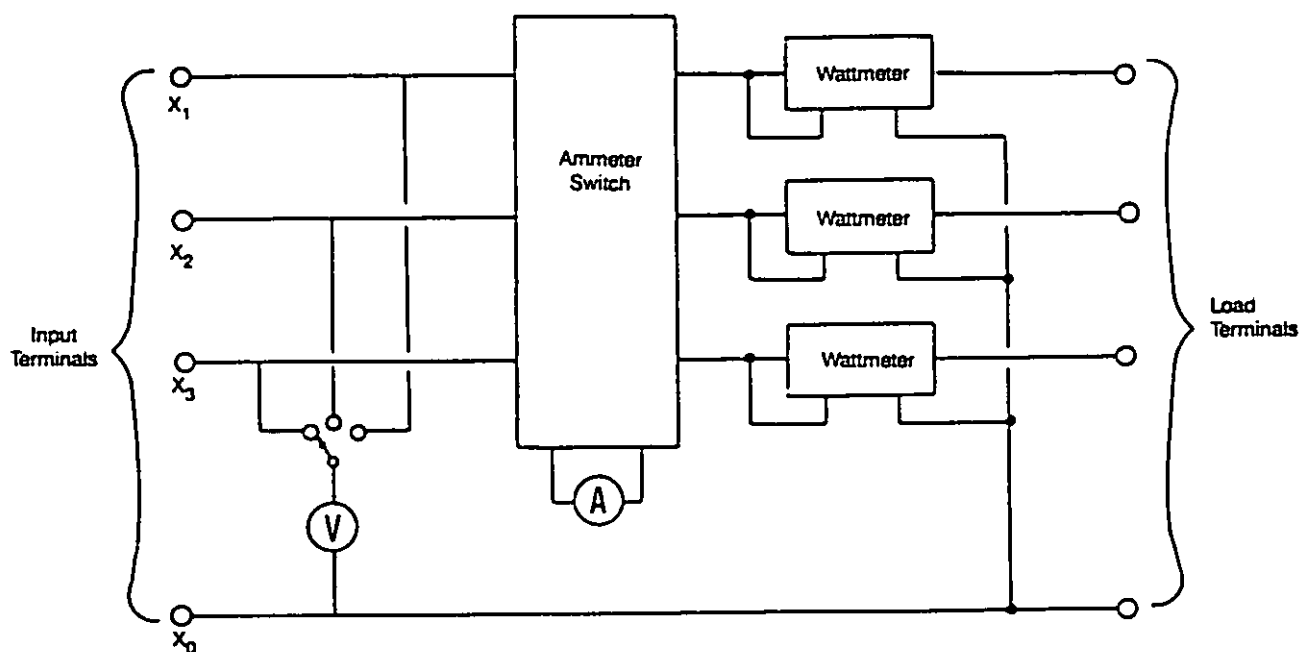 Wattmeter
X1
Ammeter
Switch
Wattmeter
X2
Input
Terminals
Load
Terminals
Wattmeter
X3
A
V
X0